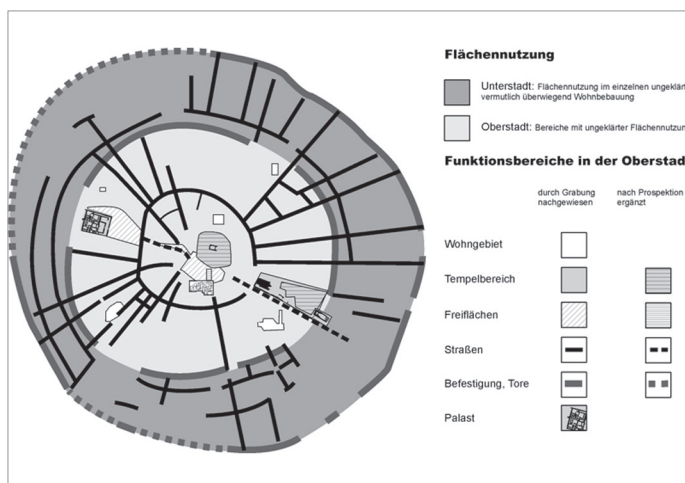 Flächennutzung
Unterstadt: Flächennutzung im einzelnen ungeklärt
vermutlich überwiegend Wohnbebauung
Oberstadt: Bereiche mit ungeklärter Flächennutzun
Funktionsbereiche in der Oberstad
durch Grabung nach Prospektion
nachgewiesen ergänzt
Wohngebiet
Tempelbereich
Freiflächen
Straßen
Befestigung, Tore
Palast